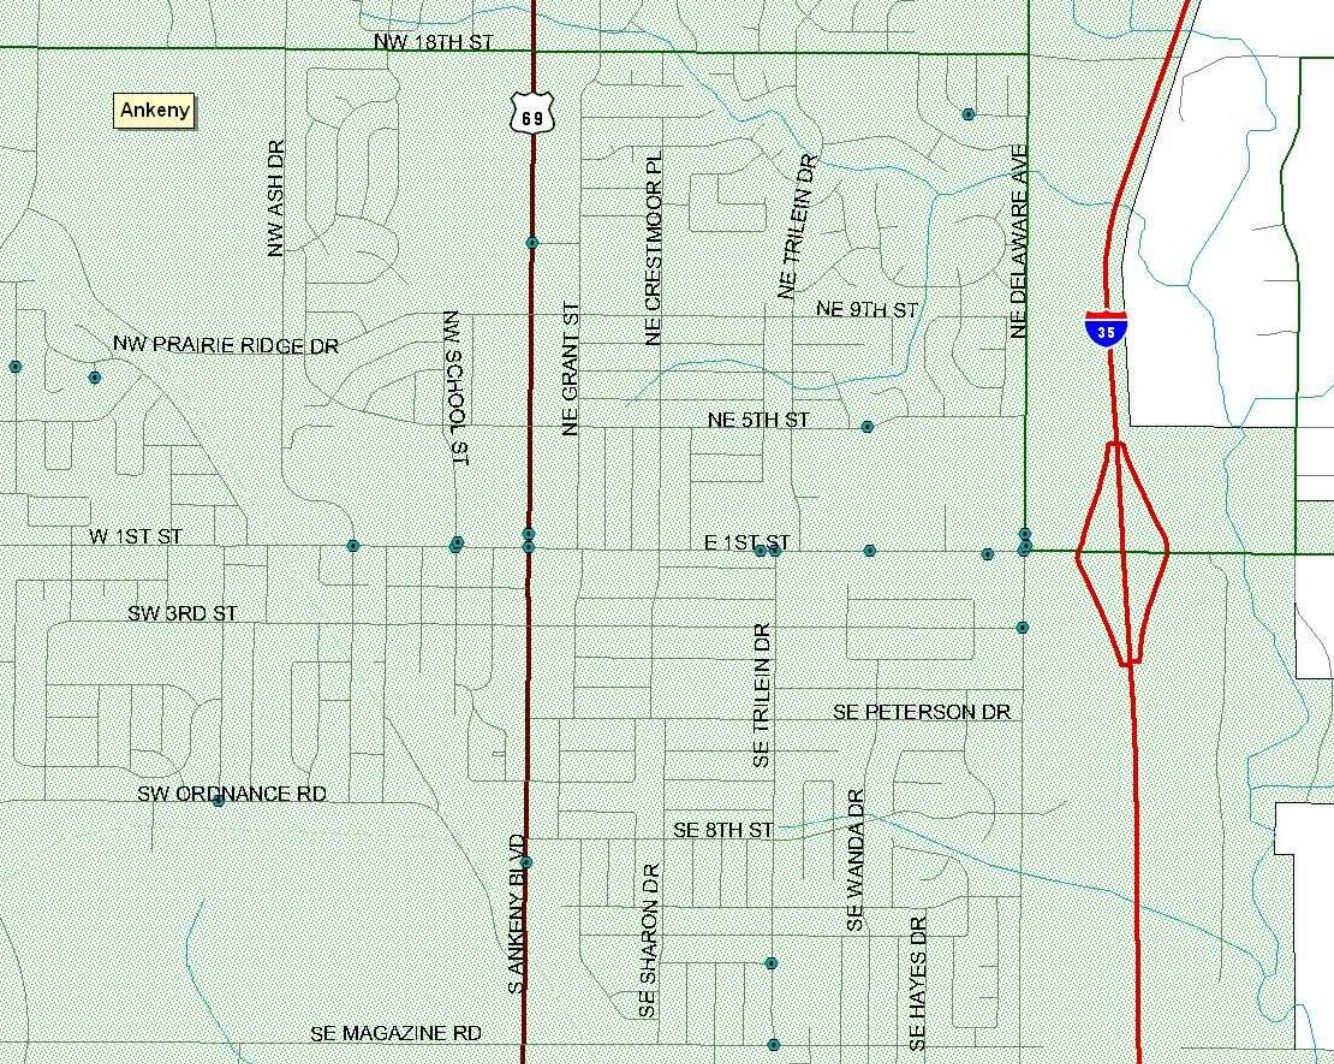 NW 18TH ST
Ankeny
69
NW ASH DR
NE CRESTMOOR PL
NE TRILEIN DR
NE DELAWARE AVE
NE 9TH ST
35
NW PRAIRIE RIDGE DR
NW SCHOOL ST
NE GRANT ST
NE 5TH ST
W 1ST ST
E 1ST ST
SW 3RD ST
SE TRILEIN DR
SE PETERSON DR
SW ORDNANCE RD
SE 8TH ST
SE WANDA DR
S ANKENY BLVD
SE SHARON DR
SE HAYES DR
SE MAGAZINE RD